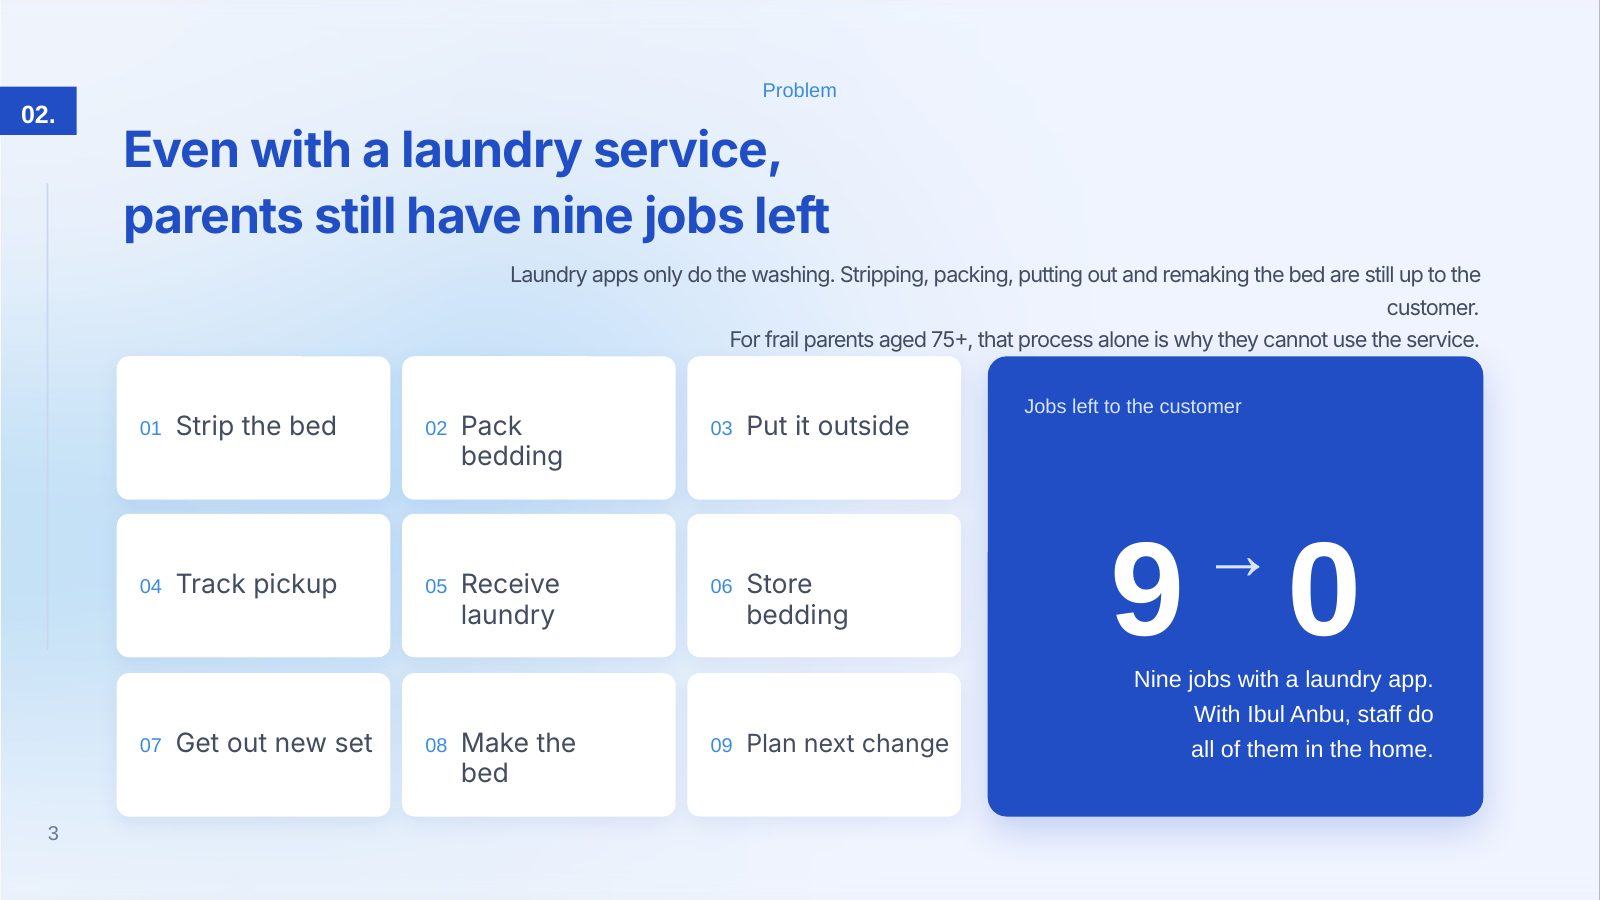 Problem
02.
Even with a laundry service,
parents still have nine jobs left
Laundry apps only do the washing. Stripping, packing, putting out and remaking the bed are still up to the
customer.
For frail parents aged 75+, that process alone is why they cannot use the service.
01 Strip the bed
02 Pack
bedding
03 Put it outside
04 Track pickup
05 Receive
laundry
06 Store
bedding
07 Get out new set
08 Make the
bed
09 Plan next change
Jobs left to the customer
9 → 0
Nine jobs with a laundry app.
With Ibul Anbu, staff do
all of them in the home.
3